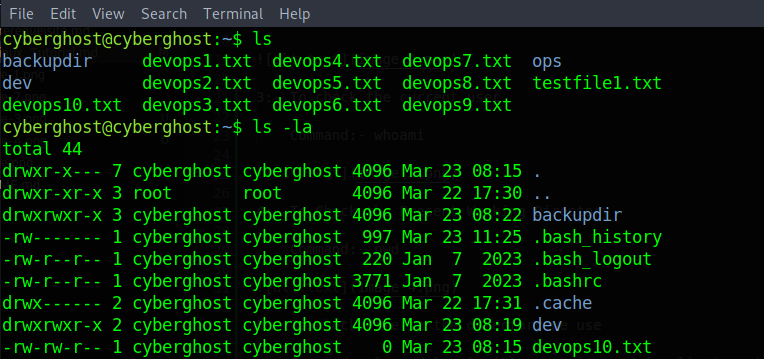 File Edit View Search Terminal Help
cyberghost@cyberghost:~$ ls
backupdir devops1.txt devops4.txt devops7.txt ops
dev devops2.txt devops5.txt devops8.txt testfile1.txt
devops10.txt devops3.txt devops6.txt devops9.txt
cyberghost@cyberghost:~$ ls -la
command:- whoami
total 44
drwxr-x--- 7 cyberghost cyberghost 4096 Mar 23 08:15 .
drwxr-xr-x 3 root root 4096 Mar 22 17:30 ..
drwxrwxr-x 3 cyberghost cyberghost 4096 Mar 23 08:22 backupdir
-rw------- 1 cyberghost cyberghost 997 Mar 23 11:25 .bash_history
-rw-r--r-- 1 cyberghost cyberghost 220 Jan 7 2023 .bash_logout
-rw-r--r-- 1 cyberghost cyberghost 3771 Jan 7 2023 .bashrc
drwx------ 2 cyberghost cyberghost 4096 Mar 22 17:31 .cache
drwxrwxr-x 2 cyberghost cyberghost 4096 Mar 23 08:19 dev
-rw-rw-r-- 1 cyberghost cyberghost 0 Mar 23 08:15 devops10.txt